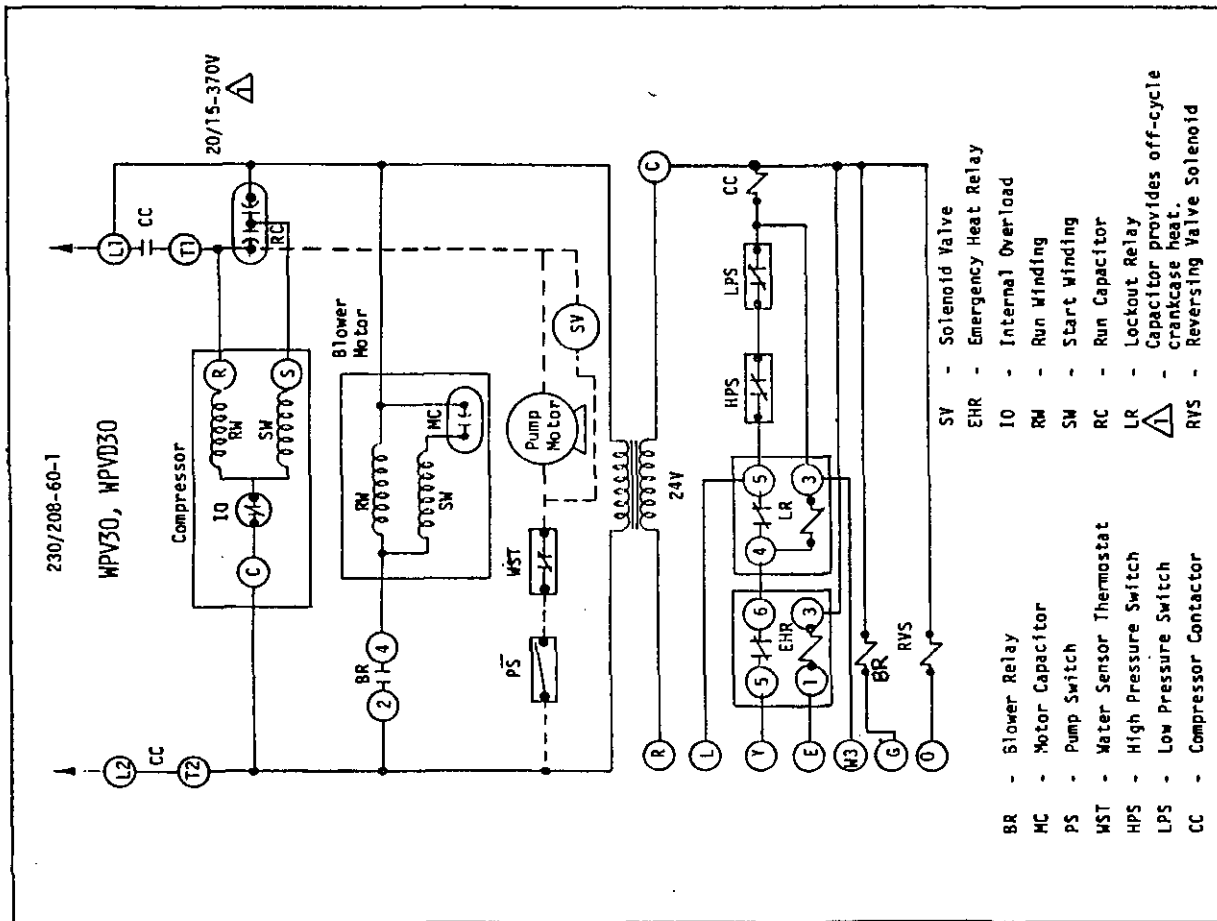 230/208-60-1
WPV30, WPVD30
L2
CC
T2
L1
CC
T1
20/15-370V
1
RC
Compressor
C
IO
RW
SW
R
S
Blower
Motor
BR
2
4
RW
SW
MC
PS
WST
Pump
Motor
SV
24V
R
C
L
Y
E
W3
G
O
5
6
EHR
1
3
4
5
LR
3
HPS
LPS
CC
BR
RVS
BR - Blower Relay
MC - Motor Capacitor
PS - Pump Switch
WST - Water Sensor Thermostat
HPS - High Pressure Switch
LPS - Low Pressure Switch
CC - Compressor Contactor
SV - Solenoid Valve
EHR - Emergency Heat Relay
IO - Internal Overload
RW - Run Winding
SW - Start Winding
RC - Run Capacitor
LR - Lockout Relay
1 - Capacitor provides off-cycle
crankcase heat.
RVS - Reversing Valve Solenoid